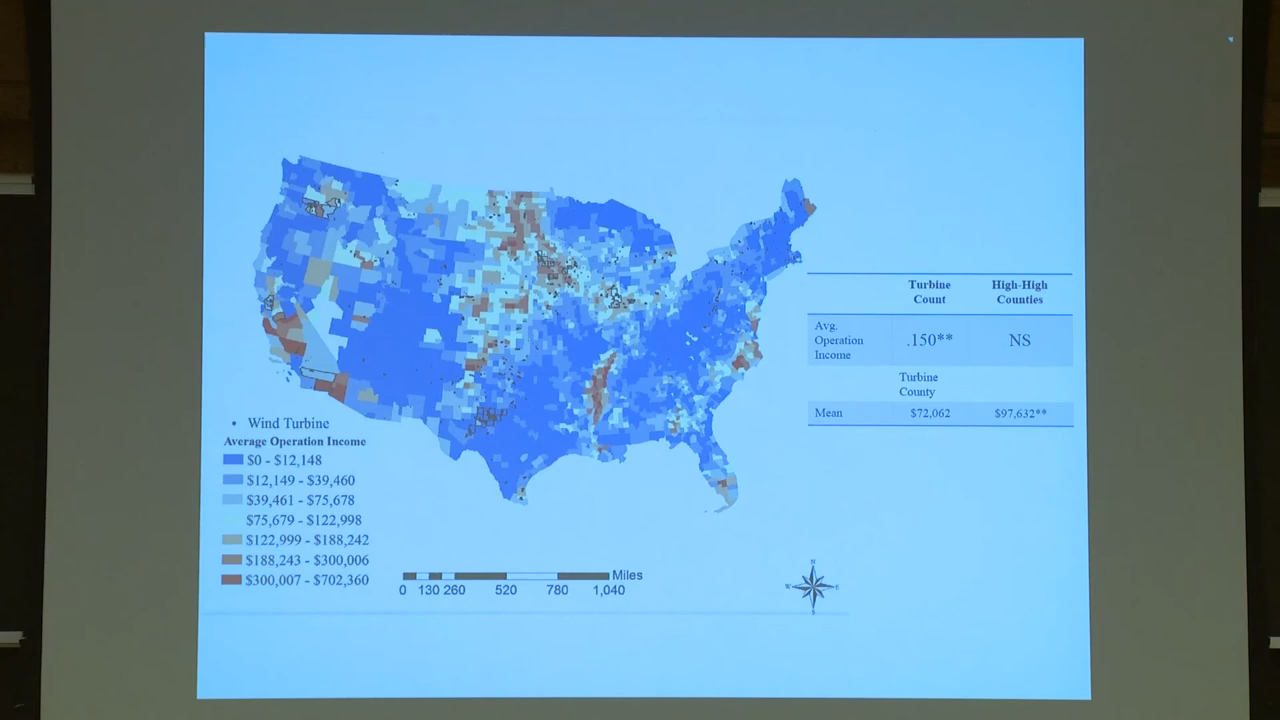 Turbine Count
High-High Counties
Avg. Operation Income
.150**
NS
Turbine County
Mean
$72,062
$97,632**
• Wind Turbine
Average Operation Income
$0 - $12,148
$12,149 - $39,460
$39,461 - $75,678
$75,679 - $122,998
$122,999 - $188,242
$188,243 - $300,006
$300,007 - $702,360
Miles
0 130 260 520 780 1,040
N
W E
S